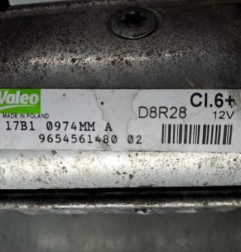 Valeo
MADE IN POLAND
D8R28
Cl.6+
12V
17B1 0974MM A
9654561480 02